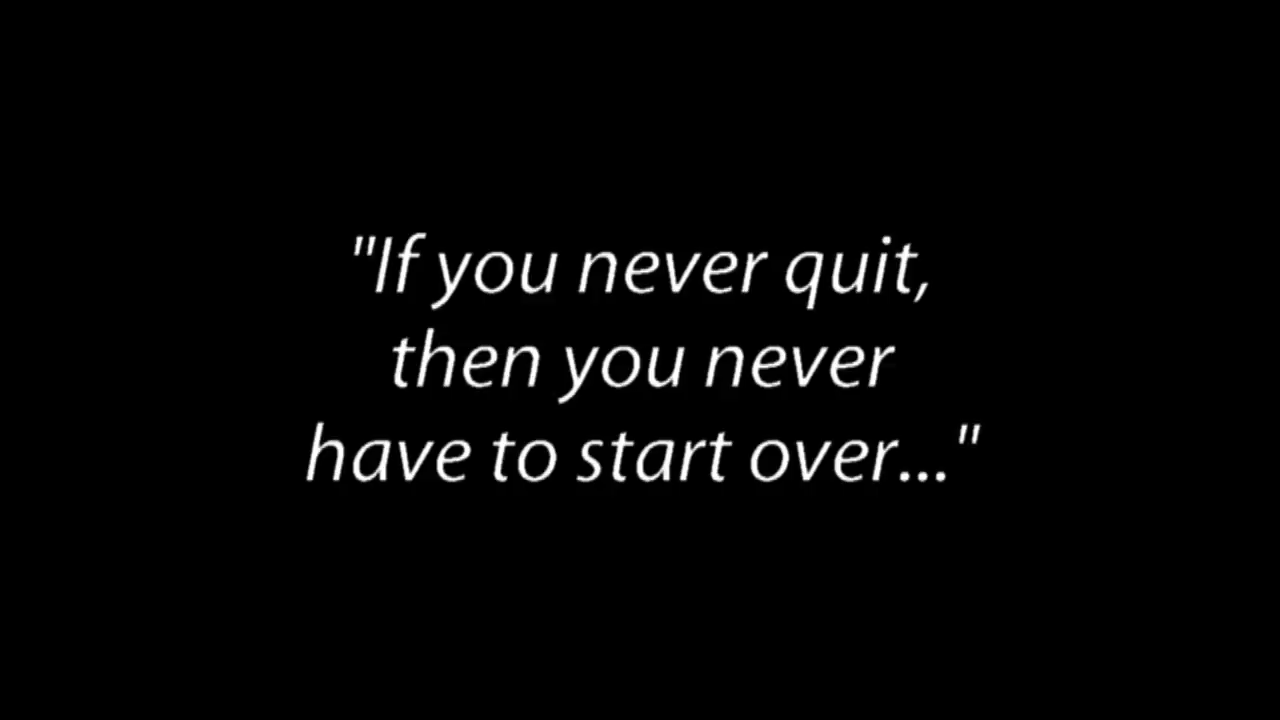 "If you never quit,
then you never
have to start over..."